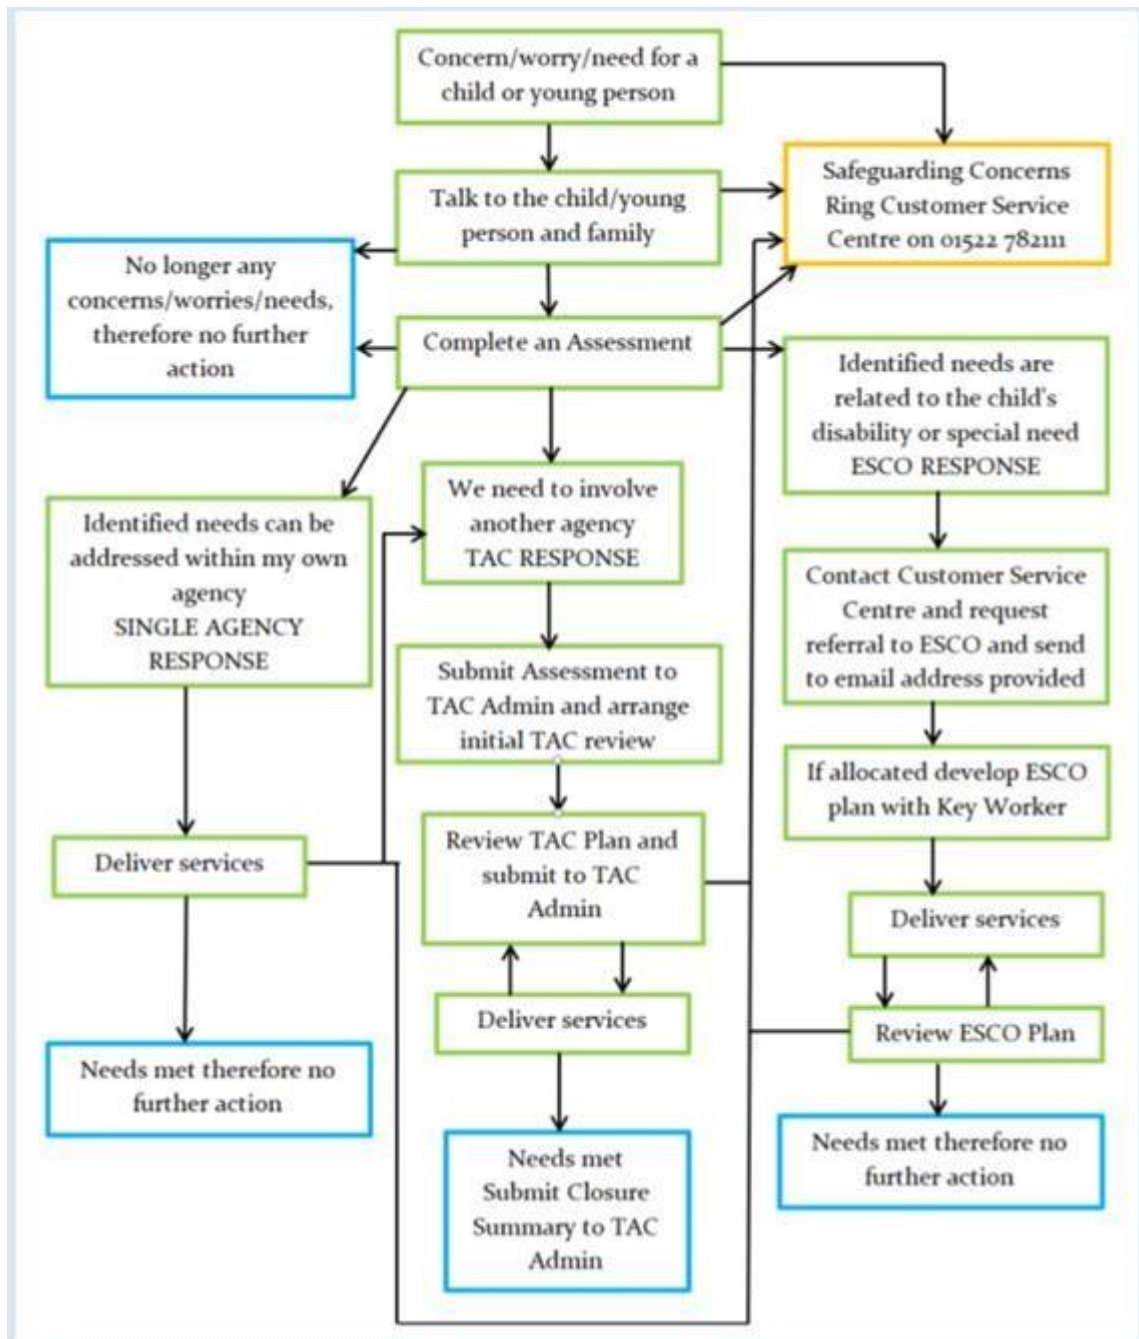 Concern/worry/need for a
child or young person
Safeguarding Concerns
Ring Customer Service
Centre on 01522 782111
Talk to the child/young
person and family
No longer any
concerns/worries/needs,
therefore no further
action
Complete an Assessment
Identified needs are
related to the child's
disability or special need
ESCO RESPONSE
Identified needs can be
addressed within my own
agency
SINGLE AGENCY
RESPONSE
We need to involve
another agency
TAC RESPONSE
Contact Customer Service
Centre and request
referral to ESCO and send
to email address provided
Submit Assessment to
TAC Admin and arrange
initial TAC review
If allocated develop ESCO
plan with Key Worker
Deliver services
Review TAC Plan and
submit to TAC
Admin
Deliver services
Deliver services
Review ESCO Plan
Needs met therefore no
further action
Needs met
Submit Closure
Summary to TAC
Admin
Needs met therefore no
further action